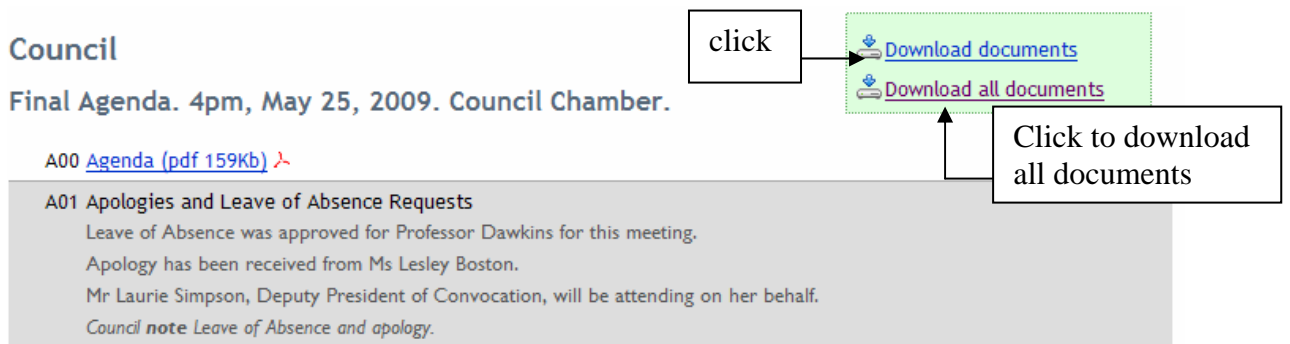 Council
click
Download documents
Download all documents
Final Agenda. 4pm, May 25, 2009. Council Chamber.
Click to download
all documents
A00 Agenda (pdf 159Kb)
A01 Apologies and Leave of Absence Requests
Leave of Absence was approved for Professor Dawkins for this meeting.
Apology has been received from Ms Lesley Boston.
Mr Laurie Simpson, Deputy President of Convocation, will be attending on her behalf.
Council note Leave of Absence and apology.